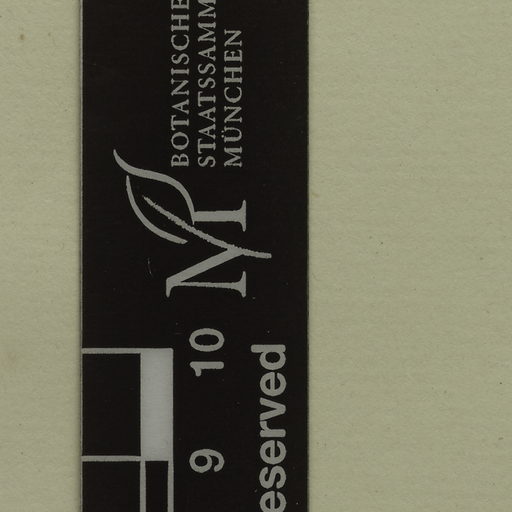 BOTANISCHE
STAATSSAMM
MÜNCHEN
M
9 10
eserved